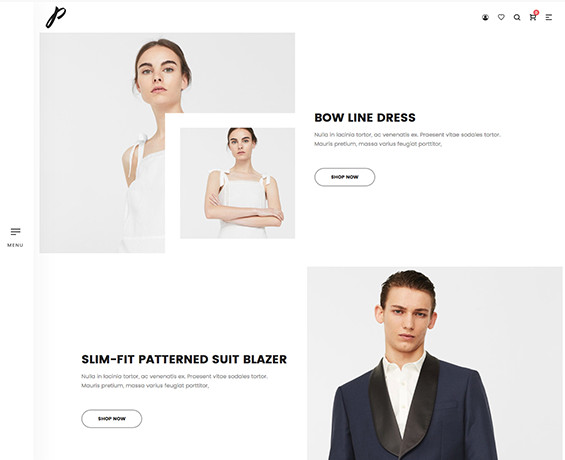 p
0
BOW LINE DRESS
Nulla in lacinia tortor, ac venenatis ex. Praesent vitae sodales tortor.
Mauris pretium, massa varius feugiat porttitor,
SHOP NOW
MENU
SLIM-FIT PATTERNED SUIT BLAZER
Nulla in lacinia tortor, ac venenatis ex. Praesent vitae sodales tortor.
Mauris pretium, massa varius feugiat porttitor,
SHOP NOW